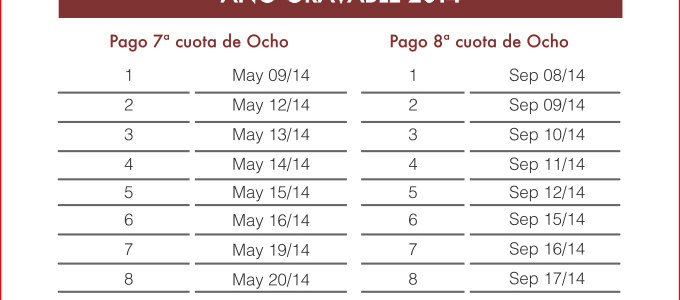 AÑO GRAVABLE
Pago 7ª cuota de Ocho Pago 8ª cuota de Ocho
1 May 09/14 1 Sep 08/14
2 May 12/14 2 Sep 09/14
3 May 13/14 3 Sep 10/14
4 May 14/14 4 Sep 11/14
5 May 15/14 5 Sep 12/14
6 May 16/14 6 Sep 15/14
7 May 19/14 7 Sep 16/14
8 May 20/14 8 Sep 17/14